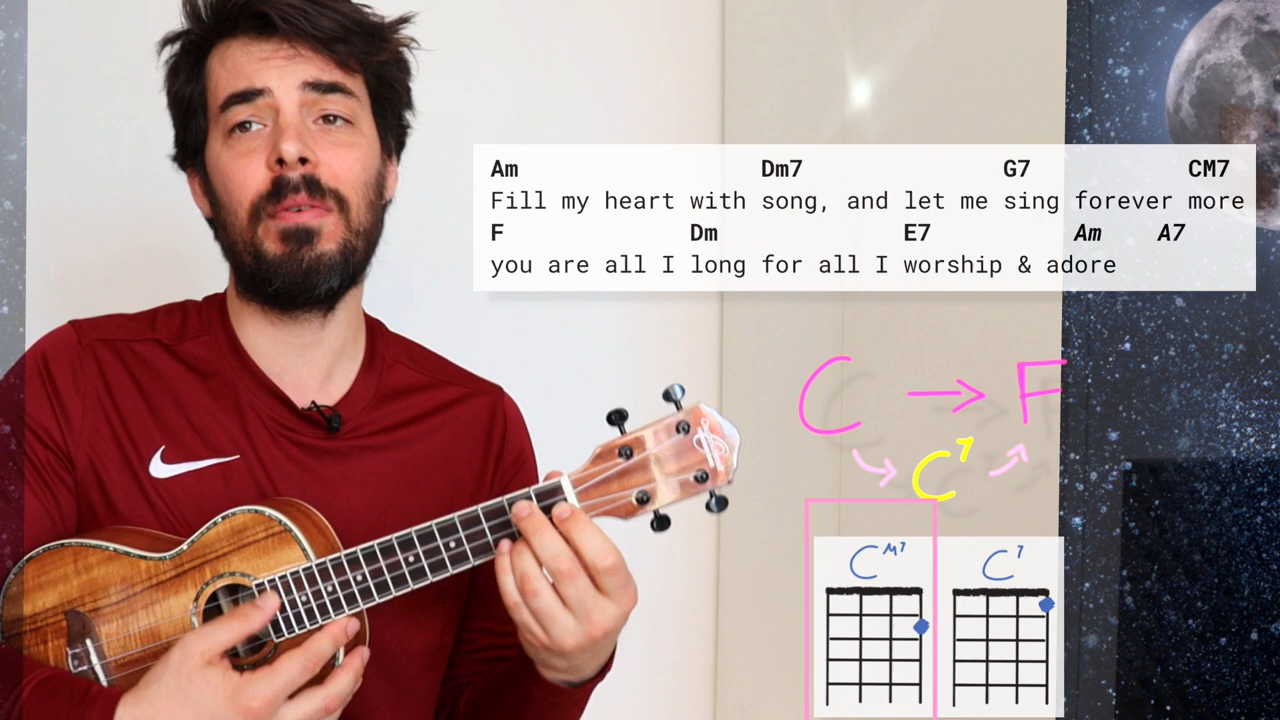 Am Dm7 G7 CM7
Fill my heart with song, and let me sing forever more
F Dm E7 Am A7
you are all I long for all I worship & adore
C → F
C7
CM7 C7